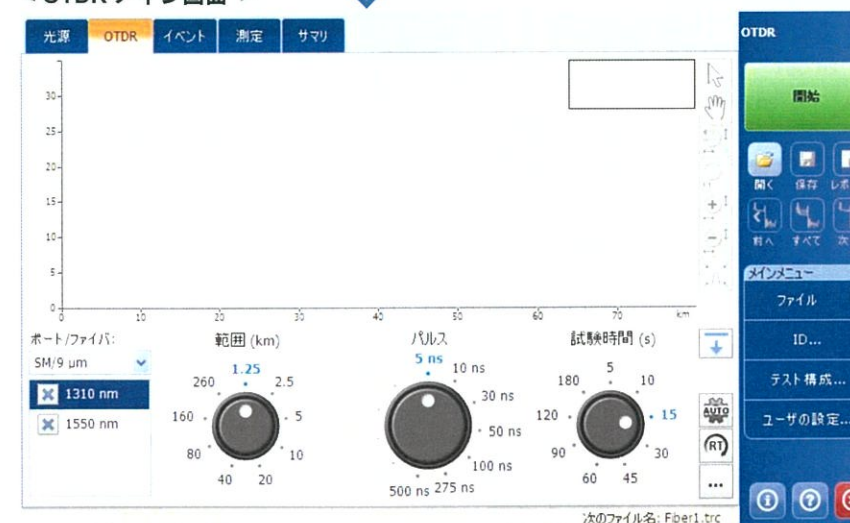 光源 OTDR イベント 測定 サマリ
OTDR
開始
開く 保存
前へ すべて
メインメニュー
ファイル
ID...
テスト構成...
ユーザの設定...
30
25
20
15
10
5
0
0 10 20 30 40 50 60 70 km
ポート/ファイバ:
SM/9 µm
1310 nm
1550 nm
範囲 (km)
1.25
2.5
5
10
20
40
80
160
260
パルス
5 ns
10 ns
30 ns
50 ns
100 ns
275 ns
500 ns
試験時間 (s)
5
10
15
30
45
60
90
120
180
AUTO
RT
...
次のファイル名: Fiber1.trc